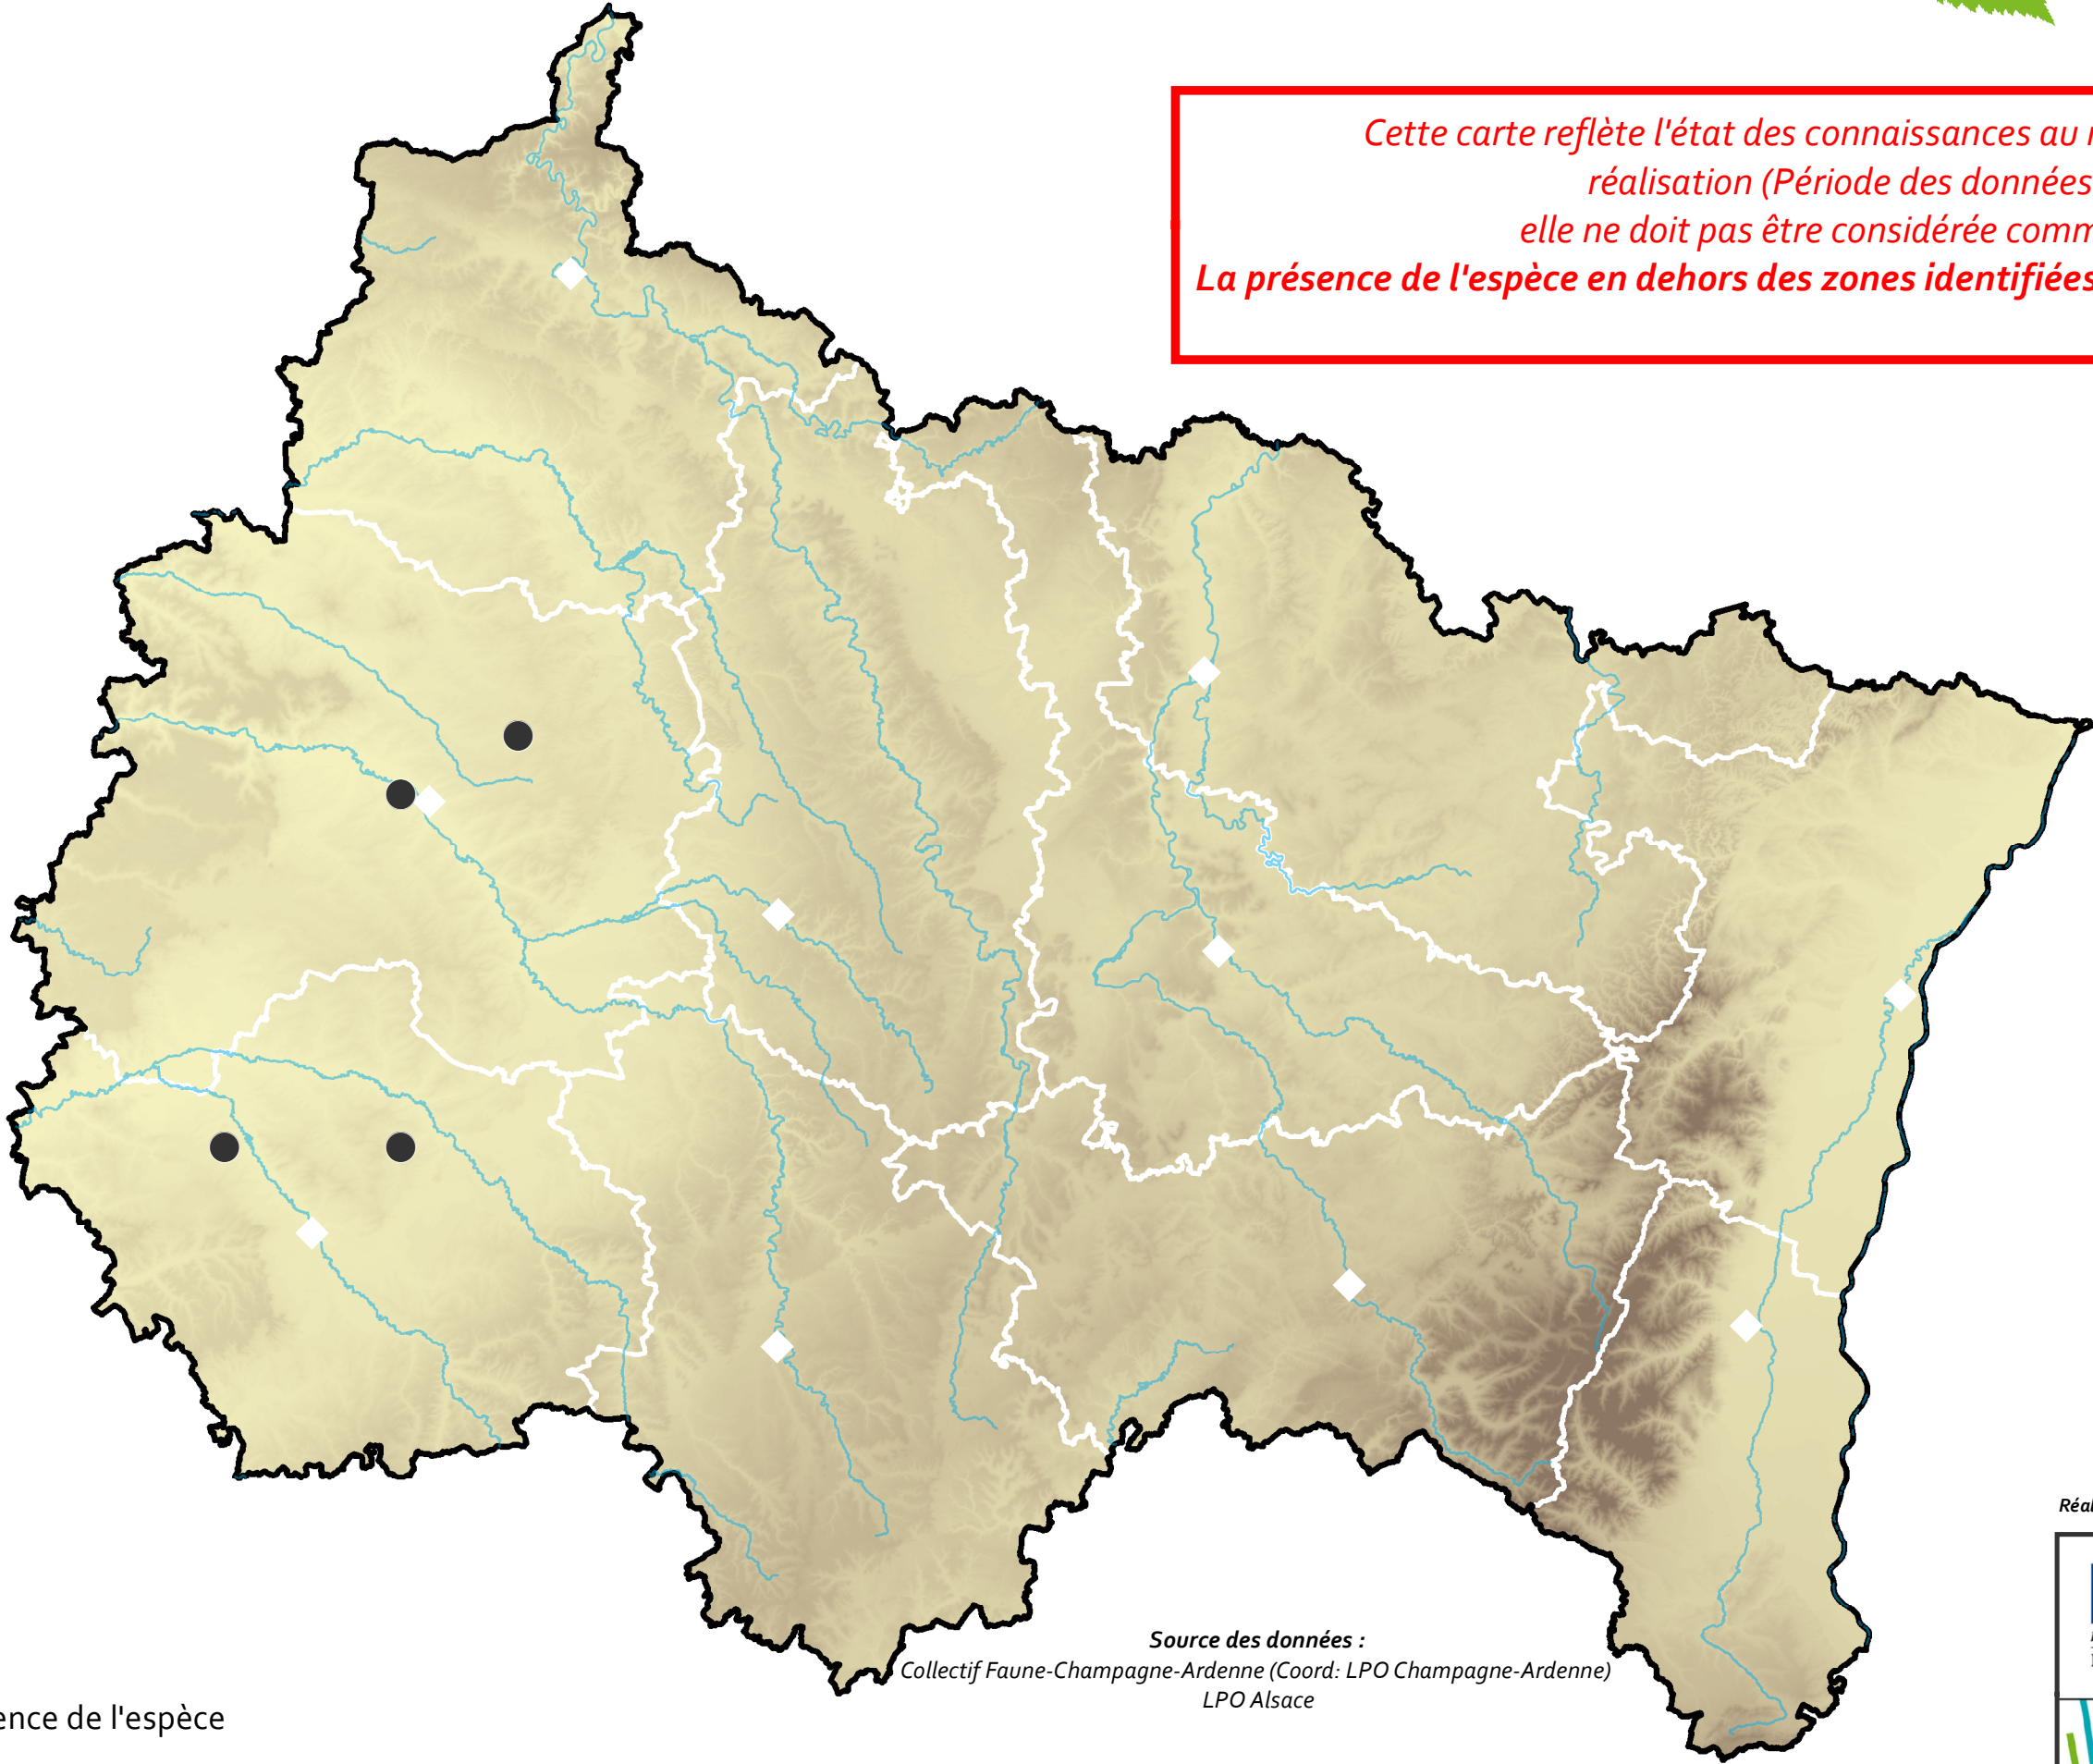 Cette carte reflète l'état des connaissances au
réalisation (Période des données
elle ne doit pas être considérée comm
La présence de l'espèce en dehors des zones identifiées
Réal
Source des données :
Collectif Faune-Champagne-Ardenne (Coord: LPO Champagne-Ardenne)
LPO Alsace
ence de l'espèce